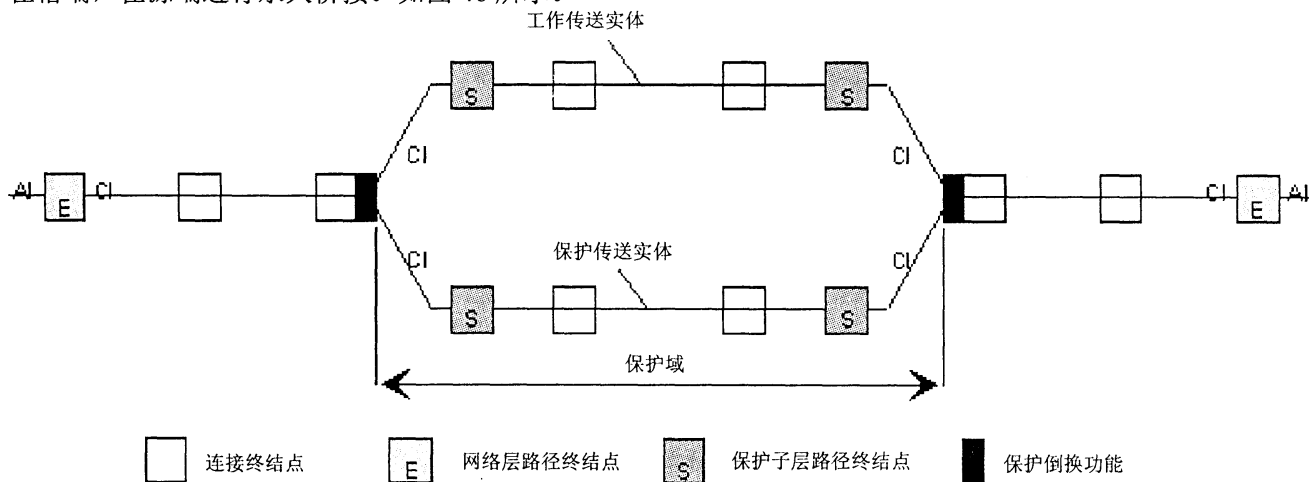 工作传送实体
S
S
CI
CI
AI
E
CI
CI
E
AI
CI
保护传送实体
CI
S
S
保护域
连接终结点
E
网络层路径终结点
S
保护子层路径终结点
保护倒换功能